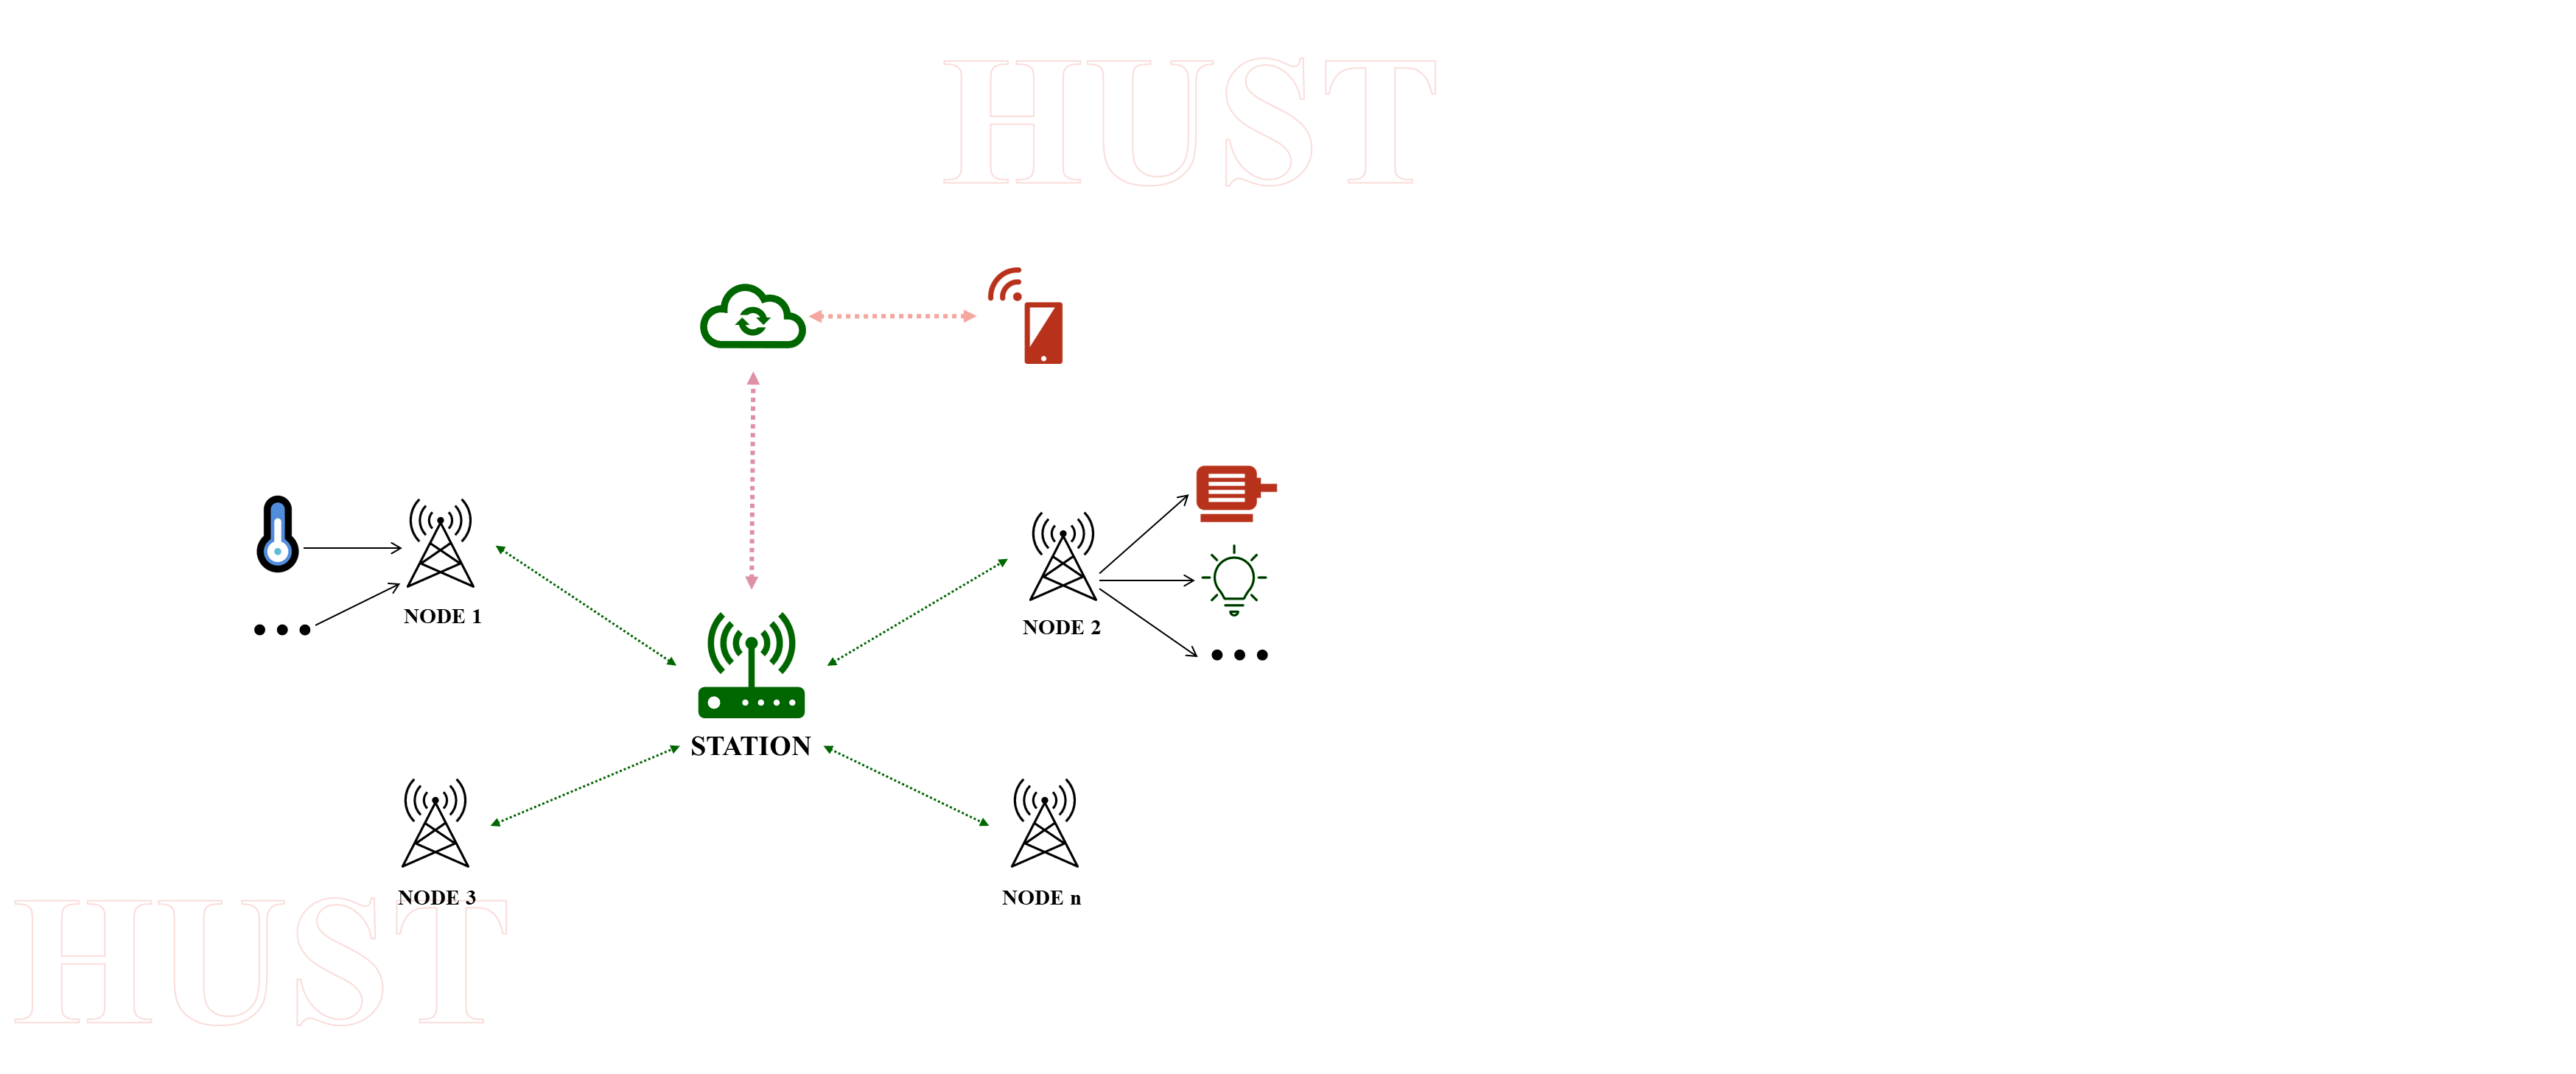 HUST
NODE 1
NODE 2
STATION
NODE 3
NODE n
HUST